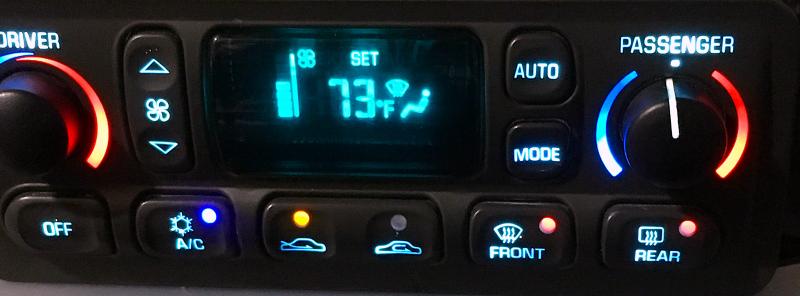 DRIVER
PASSENGER
SET
73°F
AUTO
MODE
OFF
A/C
FRONT
REAR